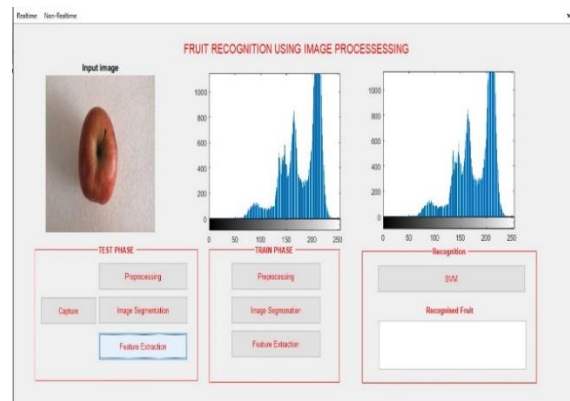 Realtime Non-Realtime
FRUIT RECOGNITION USING IMAGE PROCESSESSING
Input image
1000
800
600
400
200
0
0 50 100 150 200 250
1000
800
600
400
200
0
0 50 100 150 200 250
TEST PHASE
Preprocessing
Capture
Image Segmentation
Feature Extraction
TRAIN PHASE
Preprocessing
Image Segmenation
Feature Extraction
Recognition
SVM
Recognised Fruit